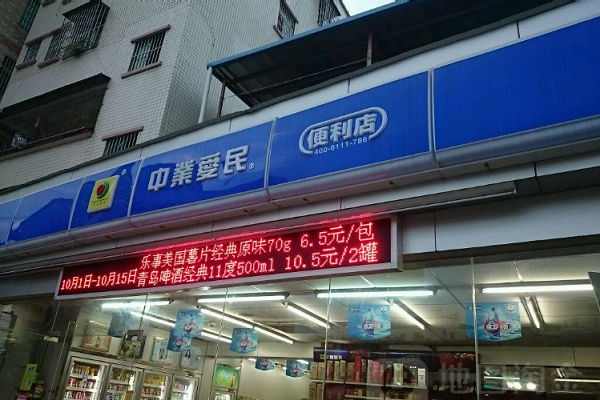 中業愛民®
便利店
400-6111-786
乐事美国薯片经典原味70g 6.5元/包
10月1日-10月15日青岛啤酒经典11度500ml 10.5元/2罐